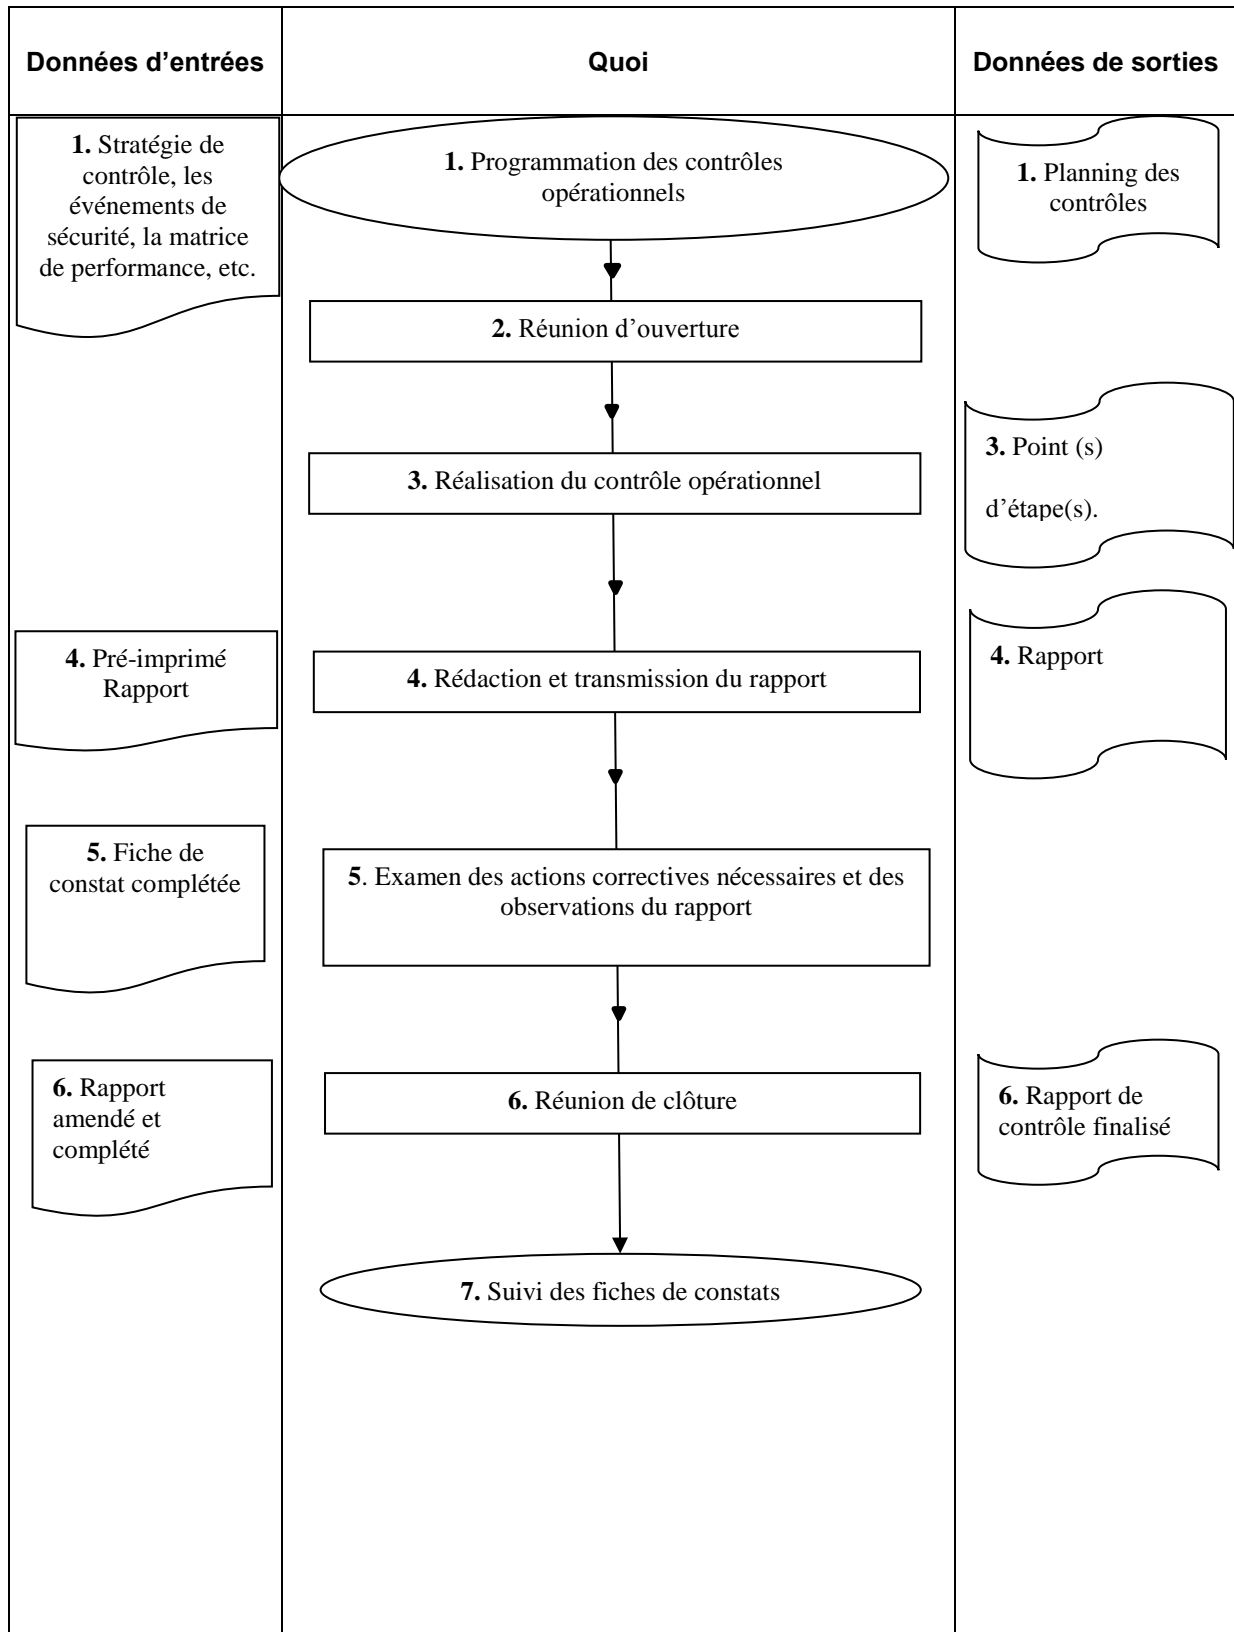 Données d’entrées
Quoi
Données de sorties
1. Stratégie de
contrôle, les
événements de
sécurité, la matrice
de performance, etc.
1. Programmation des contrôles
opérationnels
1. Planning des
contrôles
2. Réunion d’ouverture
3. Réalisation du contrôle opérationnel
3. Point (s)
d’étape(s).
4. Pré-imprimé
Rapport
4. Rédaction et transmission du rapport
4. Rapport
5. Fiche de
constat complétée
5. Examen des actions correctives nécessaires et des
observations du rapport
6. Rapport
amendé et
complété
6. Réunion de clôture
6. Rapport de
contrôle finalisé
7. Suivi des fiches de constats